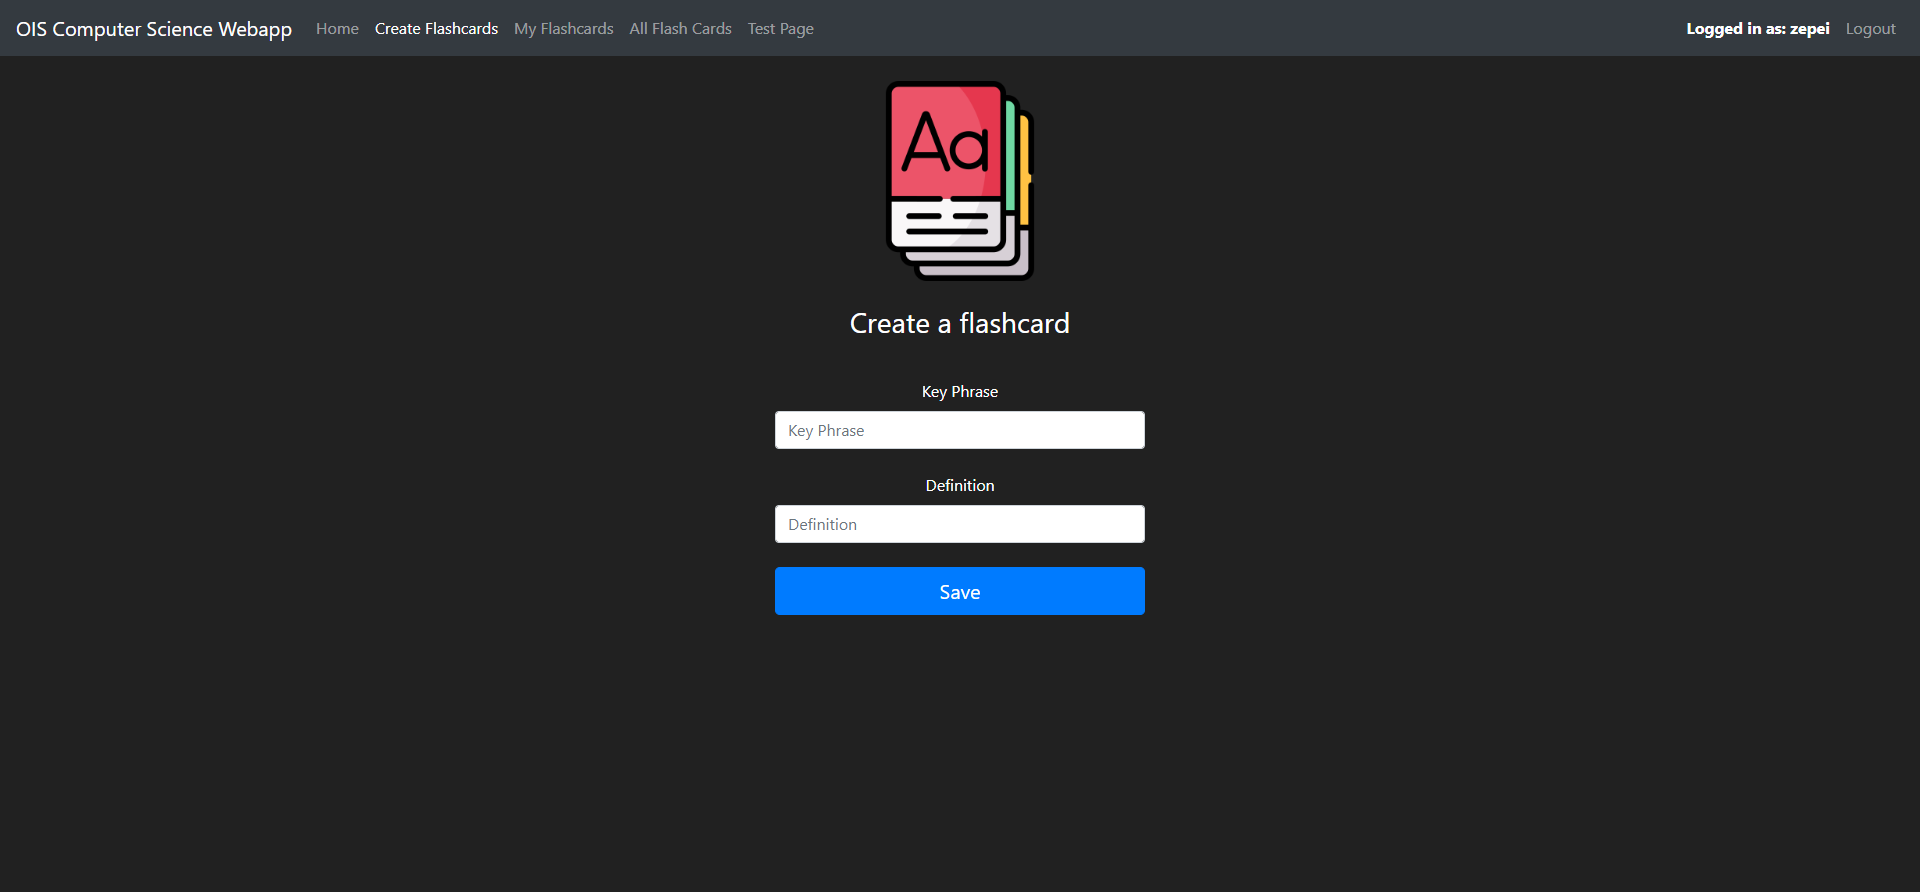 OIS Computer Science Webapp Home Create Flashcards My Flashcards All Flash Cards Test Page Logged in as: zepei Logout
Aa
Create a flashcard
Key Phrase
Key Phrase
Definition
Definition
Save